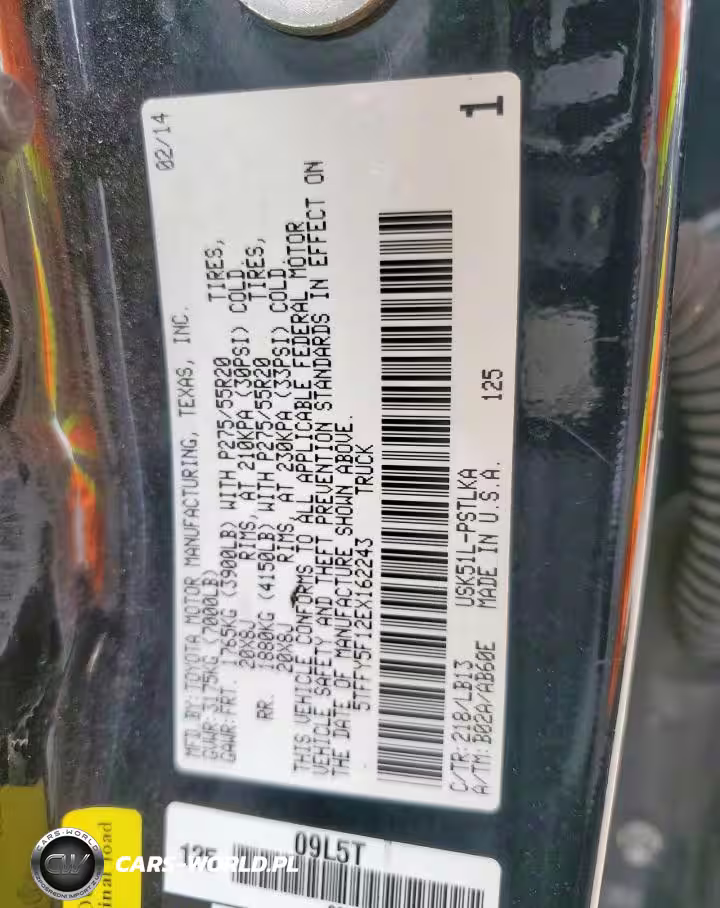 02/14
1
MFD.BY:TOYOTA MOTOR MANUFACTURING, TEXAS, INC.
GVWR:3175KG (7000LB)
GAWR:FRT. 1765KG (3900LB) WITH P275/55R20 TIRES,
20X8J RIMS, AT 210KPA (30PSI) COLD.
RR. 1880KG (4150LB) WITH P275/55R20 TIRES,
20X8J RIMS, AT 230KPA (33PSI) COLD.
THIS VEHICLE CONFORMS TO ALL APPLICABLE FEDERAL MOTOR
VEHICLE SAFETY AND THEFT PREVENTION STANDARDS IN EFFECT ON
THE DATE OF MANUFACTURE SHOWN ABOVE.
5TFFY5F12EX162243 TRUCK
C/TR:218/LB13 USK51L-PSTLKA 125
A/TM:B02A/AB60E MADE IN U.S.A.
125 09L5T
CARS-WORLD
CW
CARS-WORLD.PL